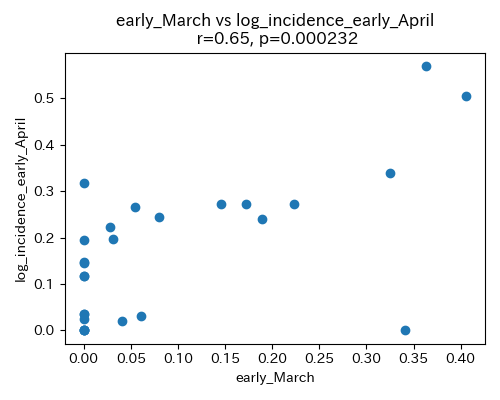 early_March vs log_incidence_early_April
r=0.65, p=0.000232
log_incidence_early_April
0.5
0.4
0.3
0.2
0.1
0.0
0.00 0.05 0.10 0.15 0.20 0.25 0.30 0.35 0.40
early_March